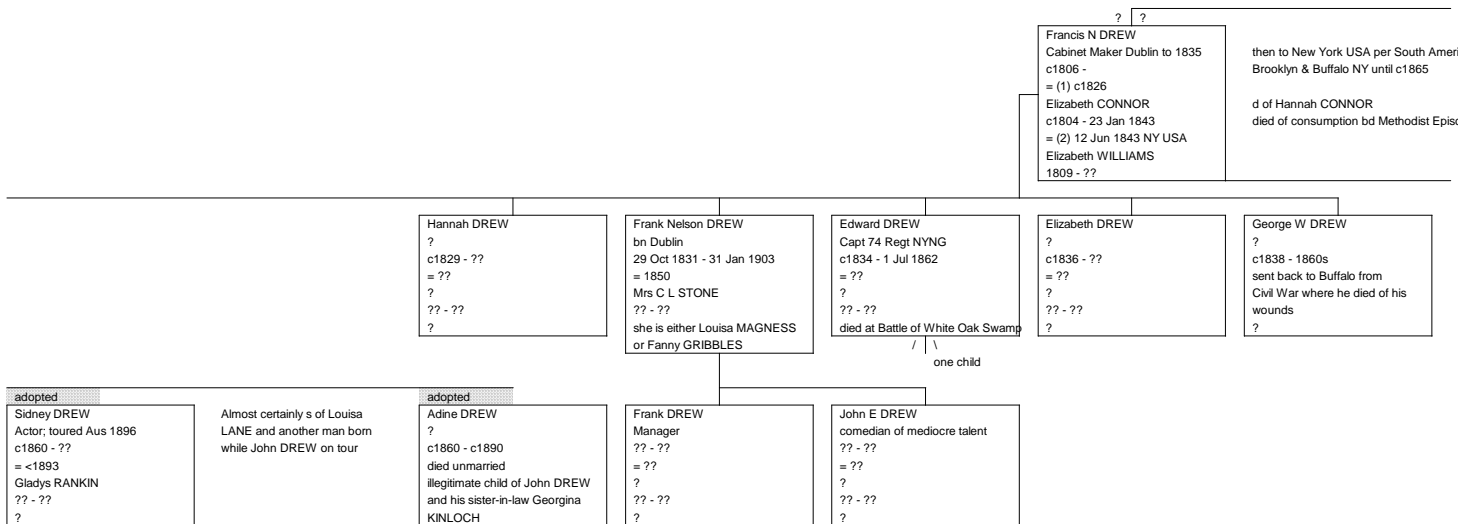 ? ?
Francis N DREW
Cabinet Maker Dublin to 1835
c1806 -
= (1) c1826
Elizabeth CONNOR
c1804 - 23 Jan 1843
= (2) 12 Jun 1843 NY USA
Elizabeth WILLIAMS
1809 - ??
then to New York USA per South Ameri
Brooklyn & Buffalo NY until c1865
d of Hannah CONNOR
died of consumption bd Methodist Episc
Hannah DREW
?
c1829 - ??
= ??
?
?? - ??
?
Frank Nelson DREW
bn Dublin
29 Oct 1831 - 31 Jan 1903
= 1850
Mrs C L STONE
?? - ??
she is either Louisa MAGNESS
or Fanny GRIBBLES
Edward DREW
Capt 74 Regt NYNG
c1834 - 1 Jul 1862
= ??
?
?? - ??
died at Battle of White Oak Swamp
/ \
one child
Elizabeth DREW
?
c1836 - ??
= ??
?
?? - ??
?
George W DREW
?
c1838 - 1860s
sent back to Buffalo from
Civil War where he died of his
wounds
?
adopted
Sidney DREW
Actor; toured Aus 1896
c1860 - ??
= <1893
Gladys RANKIN
?? - ??
?
Almost certainly s of Louisa
LANE and another man born
while John DREW on tour
adopted
Adine DREW
?
c1860 - c1890
died unmarried
illegitimate child of John DREW
and his sister-in-law Georgina
KINLOCH
Frank DREW
Manager
?? - ??
= ??
?
?? - ??
?
John E DREW
comedian of mediocre talent
?? - ??
= ??
?
?? - ??
?